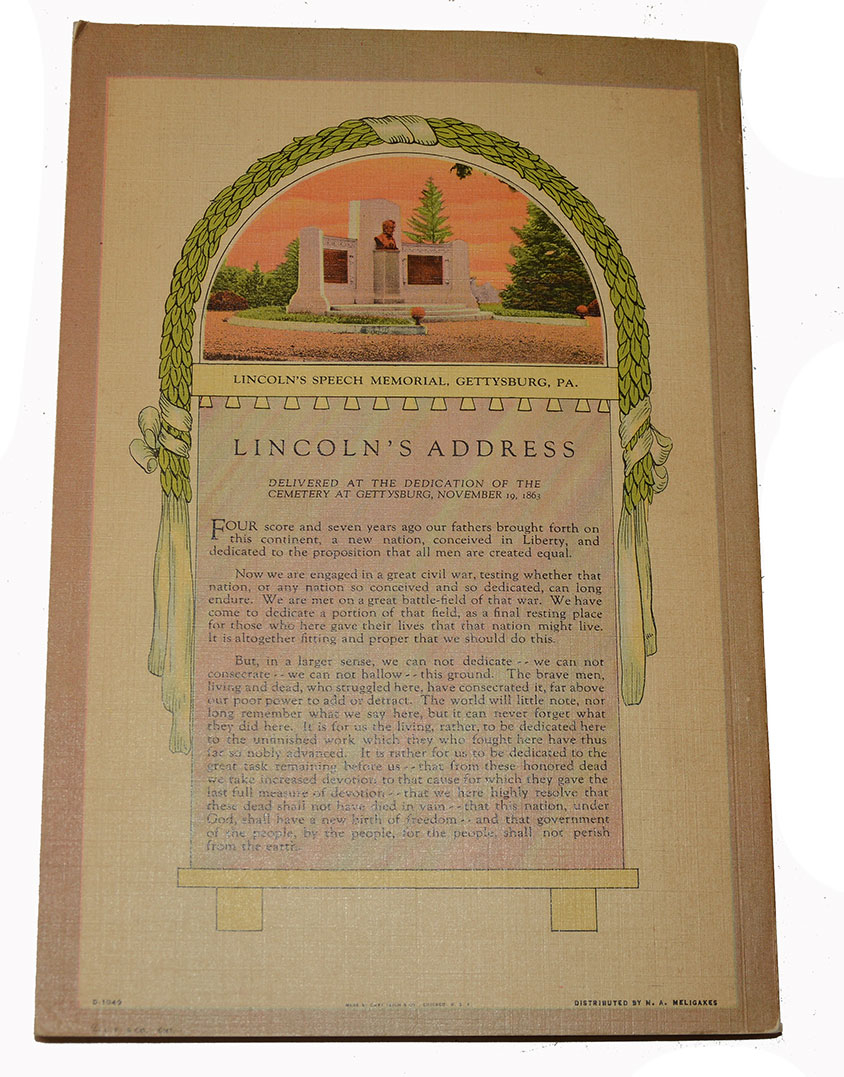 LINCOLN'S SPEECH MEMORIAL, GETTYSBURG, PA.
LINCOLN'S ADDRESS
DELIVERED AT THE DEDICATION OF THE
CEMETERY AT GETTYSBURG, NOVEMBER 19, 1863
FOUR score and seven years ago our fathers brought forth on
this continent, a new nation, conceived in Liberty, and
dedicated to the proposition that all men are created equal.
Now we are engaged in a great civil war, testing whether that
nation, or any nation so conceived and so dedicated, can long
endure. We are met on a great battle-field of that war. We have
come to dedicate a portion of that field, as a final resting place
for those who here gave their lives that that nation might live.
It is altogether fitting and proper that we should do this.
But, in a larger sense, we can not dedicate -- we can not
consecrate -- we can not hallow -- this ground. The brave men,
living and dead, who struggled here, have consecrated it, far above
our poor power to add or detract. The world will little note, nor
long remember what we say here, but it can never forget what
they did here. It is for us the living, rather, to be dedicated here
to the unfinished work which they who fought here have thus
far so nobly advanced. It is rather for us to be dedicated to the
great task remaining before us -- that from these honored dead
we take increased devotion to that cause for which they gave the
last full measure of devotion -- that we here highly resolve that
these dead shall not have died in vain -- that this nation, under
God, shall have a new birth of freedom -- and that government
of the people, by the people, for the people, shall not perish
from the earth.
DISTRIBUTED BY N. A. MELIGAKES